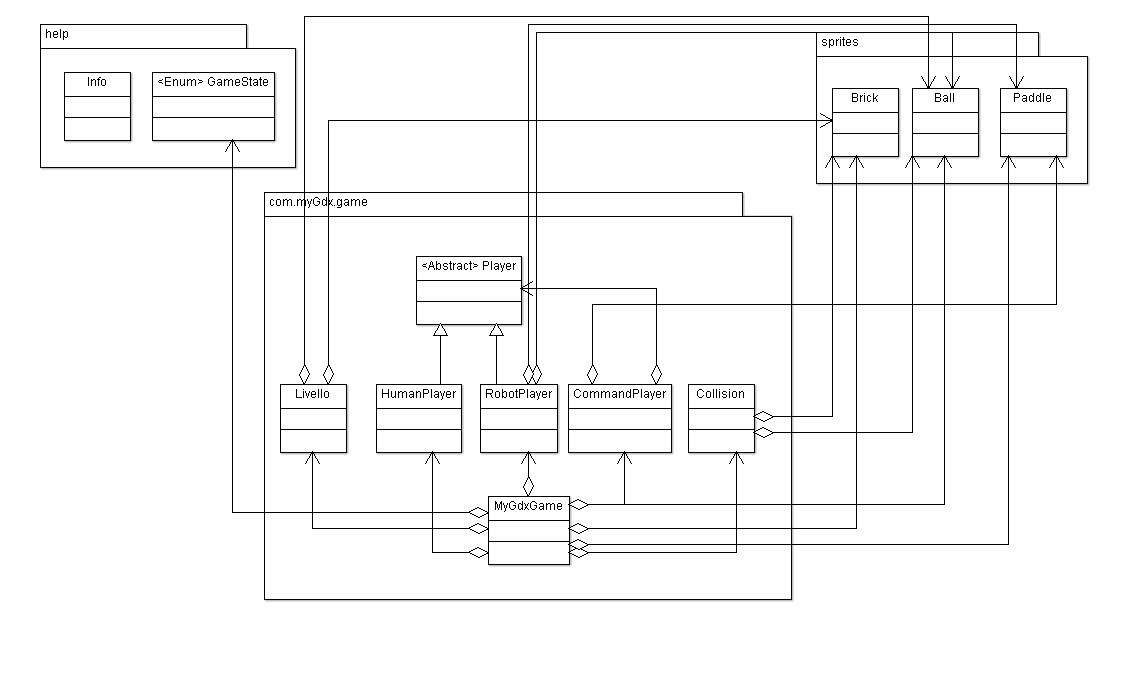 help
sprites
Info
<Enum> GameState
Brick
Ball
Paddle
com.myGdx.game
<Abstract> Player
Livello
HumanPlayer
RobotPlayer
CommandPlayer
Collision
MyGdxGame